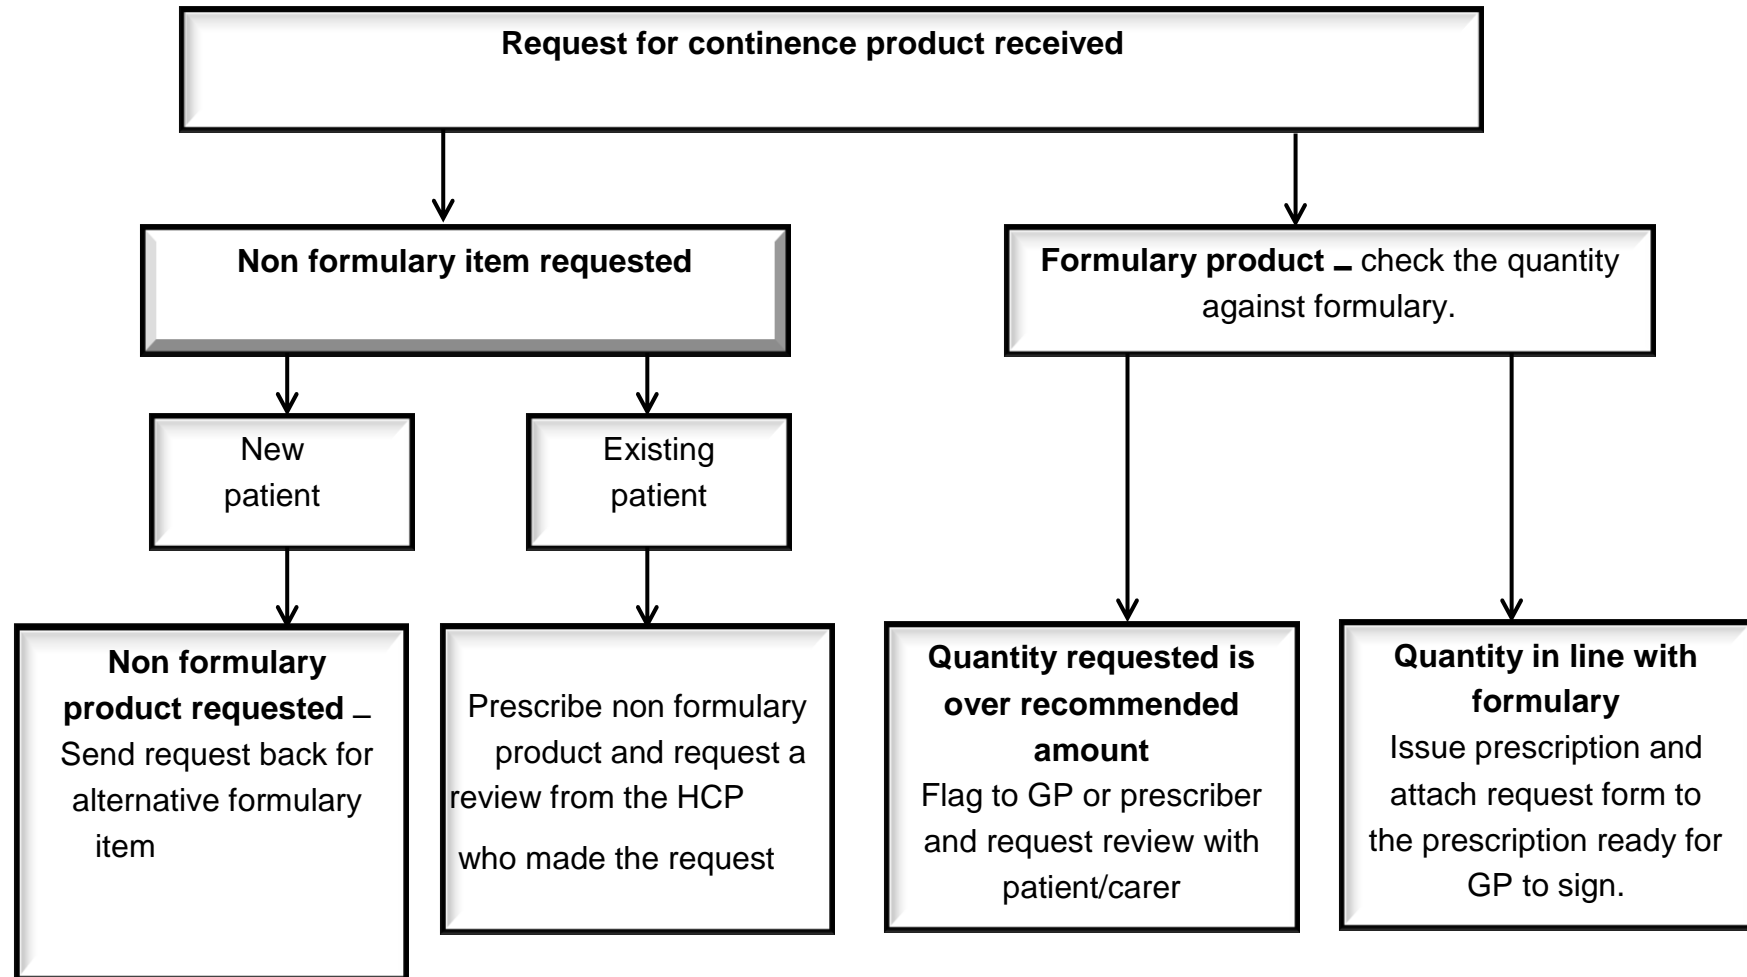 Request for continence product received
Non formulary item requested
Formulary product – check the quantity
against formulary.
New
patient
Existing
patient
Non formulary
product requested –
Send request back for
alternative formulary
item
Prescribe non formulary
product and request a
review from the HCP
who made the request
Quantity requested is
over recommended
amount
Flag to GP or prescriber
and request review with
patient/carer
Quantity in line with
formulary
Issue prescription and
attach request form to
the prescription ready for
GP to sign.